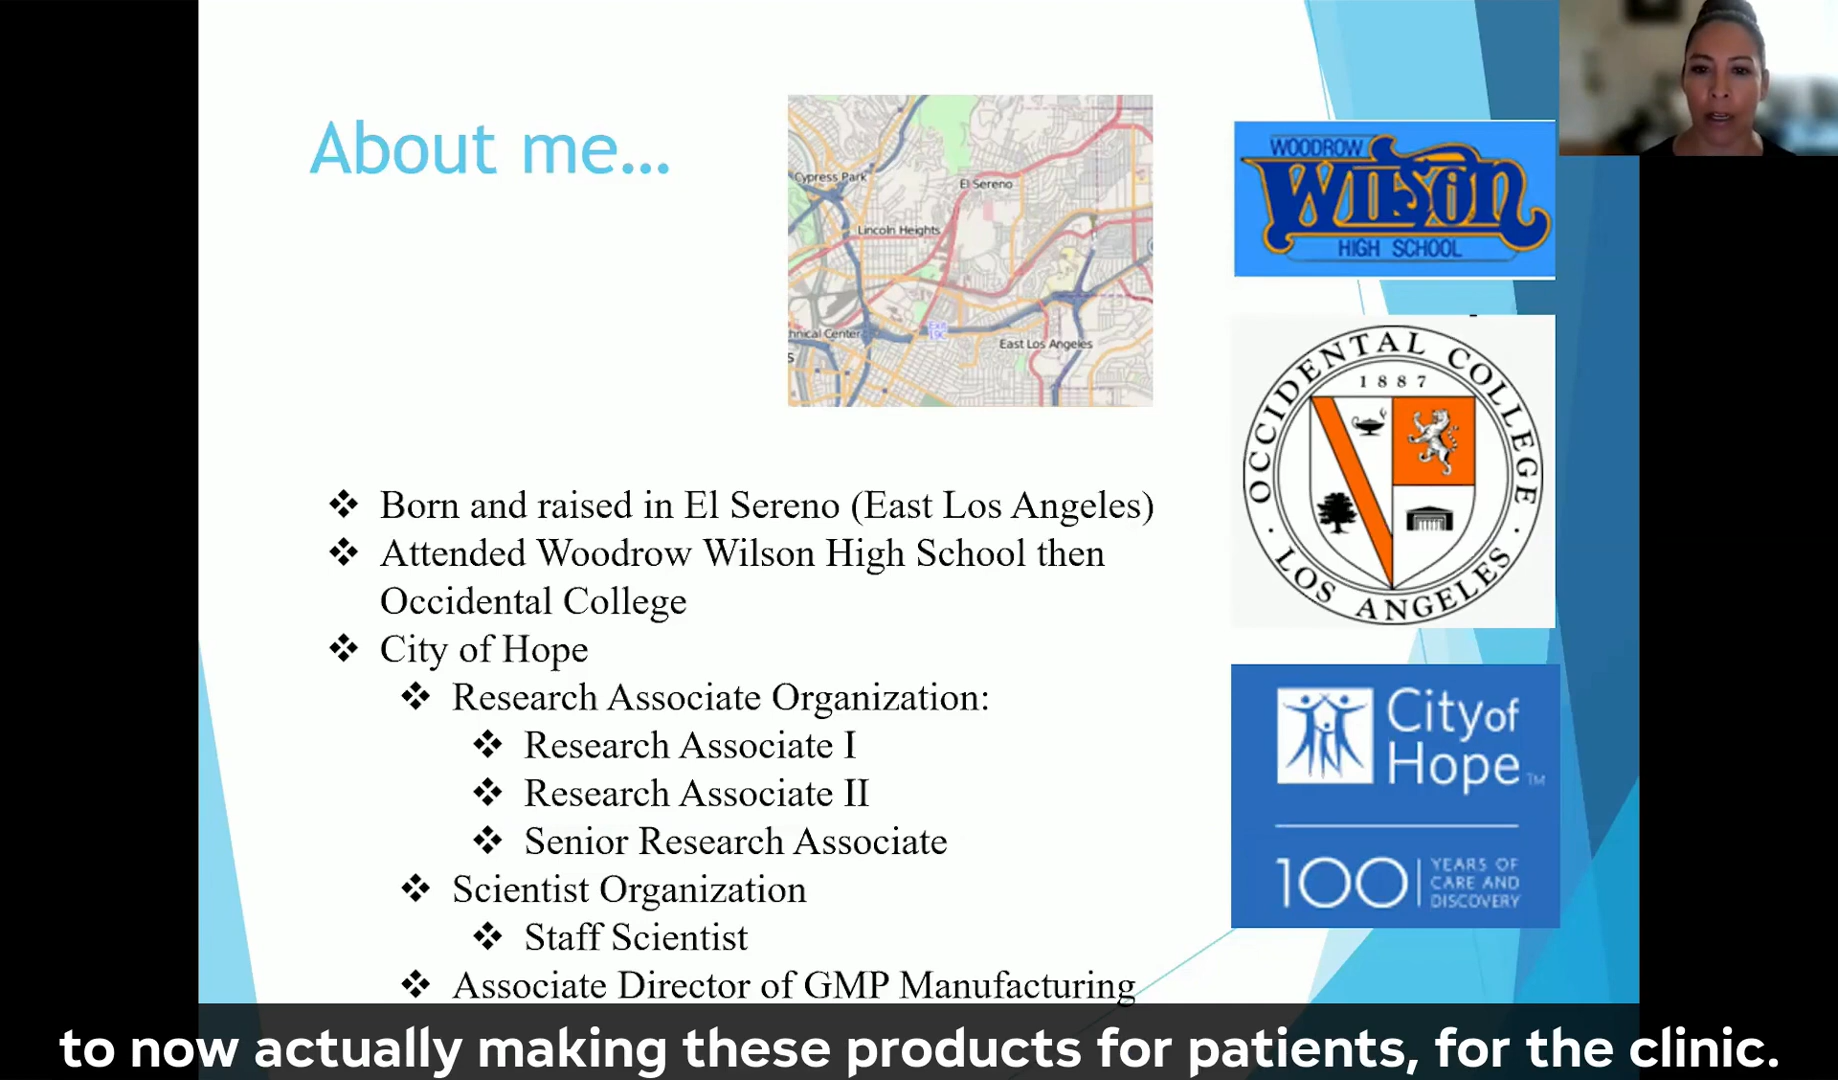 About me...
Cypress Park
El Sereno
Lincoln Heights
hnical Center
East Los Angeles
WOODROW
WILSON
HIGH SCHOOL
OCCIDENTAL COLLEGE
1887
· LOS ANGELES ·
Born and raised in El Sereno (East Los Angeles)
Attended Woodrow Wilson High School then
Occidental College
City of Hope
Research Associate Organization:
Research Associate I
Research Associate II
Senior Research Associate
Scientist Organization
Staff Scientist
Associate Director of GMP Manufacturing
City of
Hope TM
100 YEARS OF
CARE AND
DISCOVERY
to now actually making these products for patients, for the clinic.